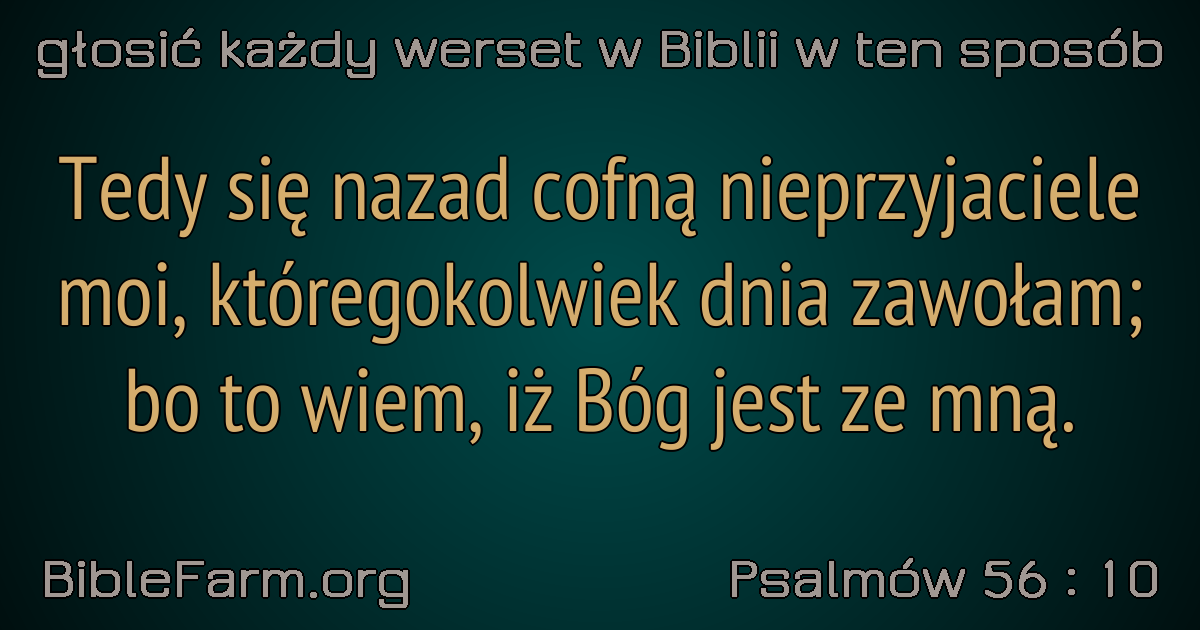 głosić każdy werset w Biblii w ten sposób
Tedy się nazad cofną nieprzyjaciele
moi, któregokolwiek dnia zawołam;
bo to wiem, iż Bóg jest ze mną.
BibleFarm.org
Psalmów 56 : 10